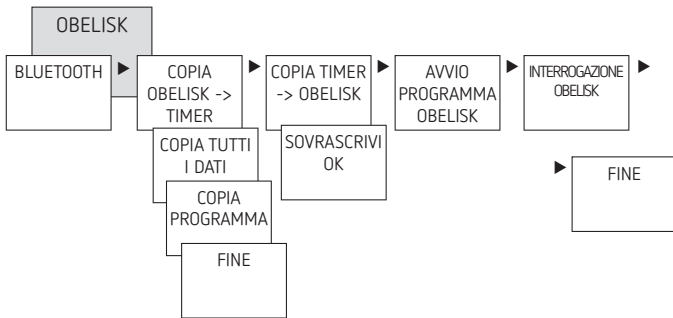 OBELISK
BLUETOOTH
COPIA
OBELISK ->
TIMER
COPIA TUTTI
I DATI
COPIA
PROGRAMMA
FINE
COPIA TIMER
-> OBELISK
SOVRASCRIVI
OK
AVVIO
PROGRAMMA
OBELISK
INTERROGAZIONE
OBELISK
FINE